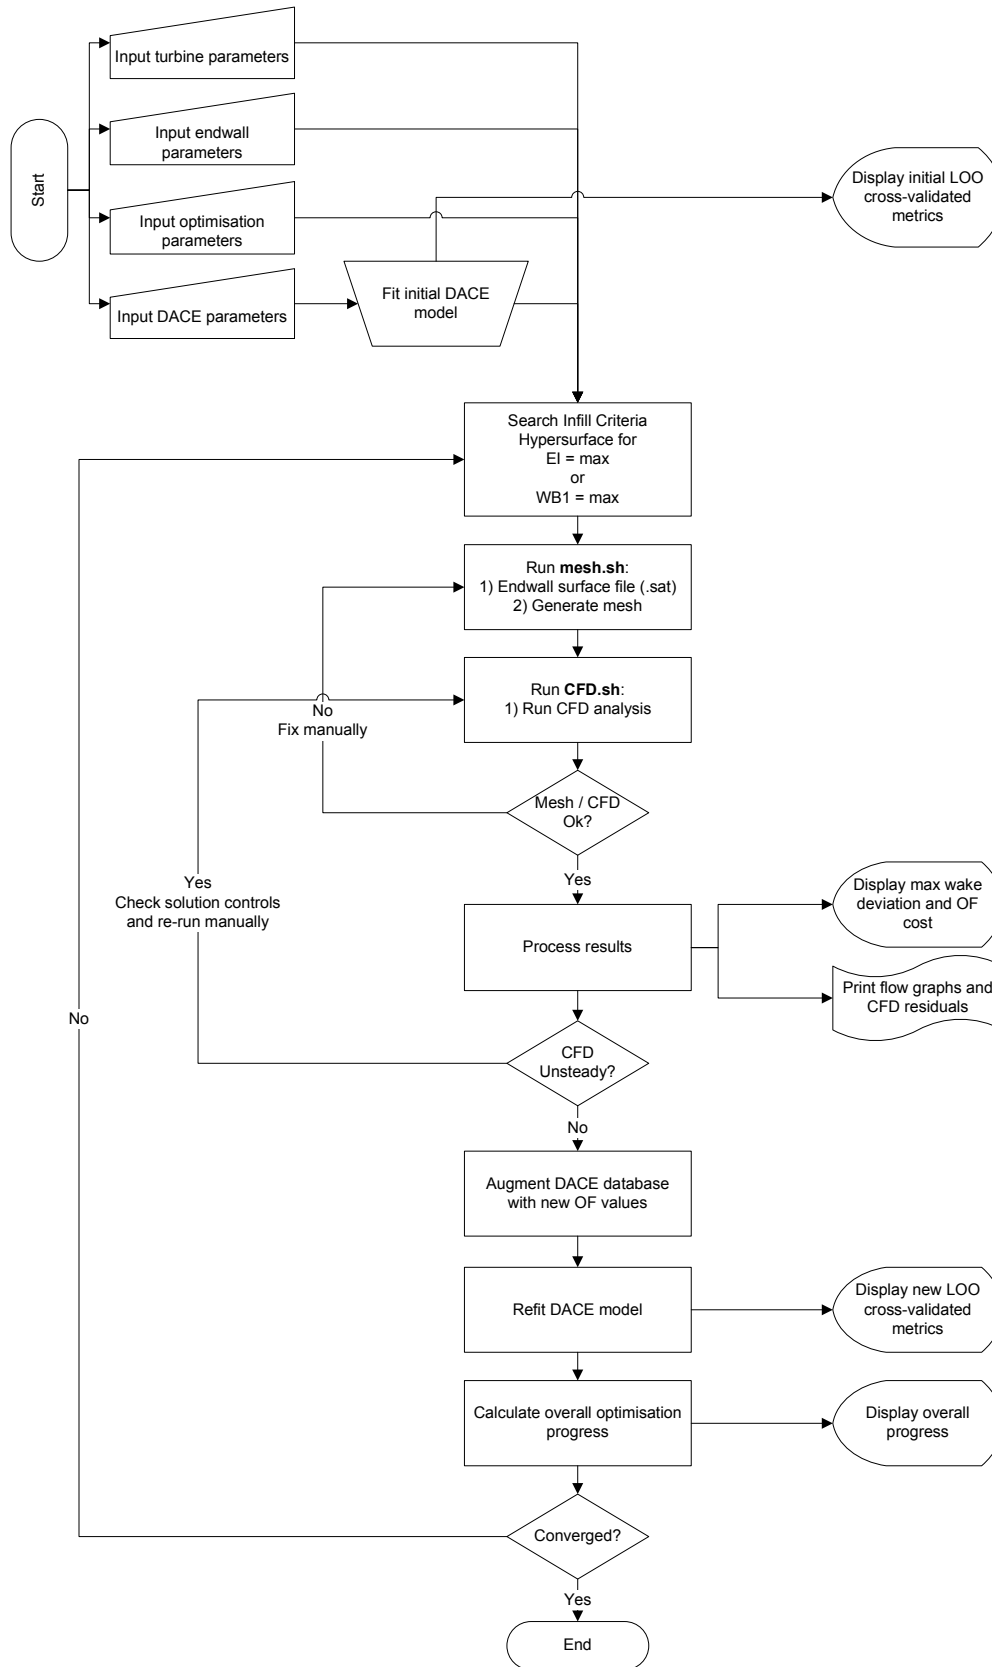 Input turbine parameters
Input endwall
parameters
Start
Display initial LOO
cross-validated
metrics
Input optimisation
parameters
Input DACE parameters
Fit initial DACE
model
Search Infill Criteria
Hypersurface for
EI = max
or
WB1 = max
Run mesh.sh:
1) Endwall surface file (.sat)
2) Generate mesh
Run CFD.sh:
1) Run CFD analysis
No
Fix manually
Mesh / CFD
Ok?
Yes
Yes
Check solution controls
and re-run manually
Display max wake
deviation and OF
cost
Process results
Print flow graphs and
CFD residuals
No
CFD
Unsteady?
No
Augment DACE database
with new OF values
Refit DACE model
Display new LOO
cross-validated
metrics
Calculate overall optimisation
progress
Display overall
progress
Converged?
Yes
End